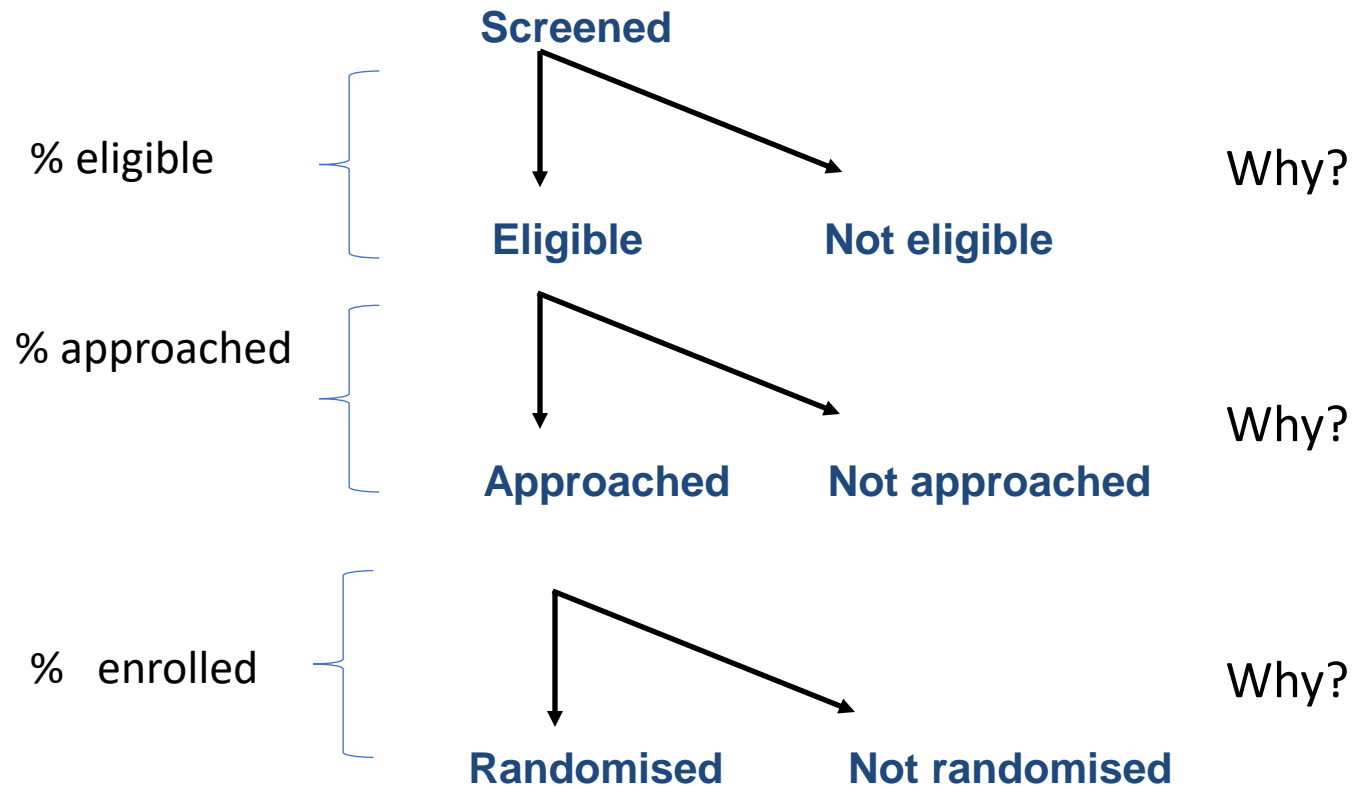 Screened
% eligible
Why?
Eligible
Not eligible
% approached
Why?
Approached
Not approached
% enrolled
Why?
Randomised
Not randomised